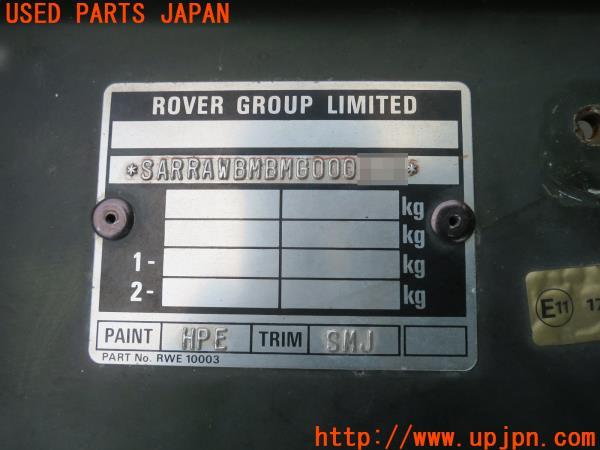 USED PARTS JAPAN
ROVER GROUP LIMITED
*SARRAWBMBMG000 *
kg
kg
1- kg
2- kg
PAINT HPE TRIM SMJ
PART No. RWE 10003
E11 17
http://www.upjpn.com/